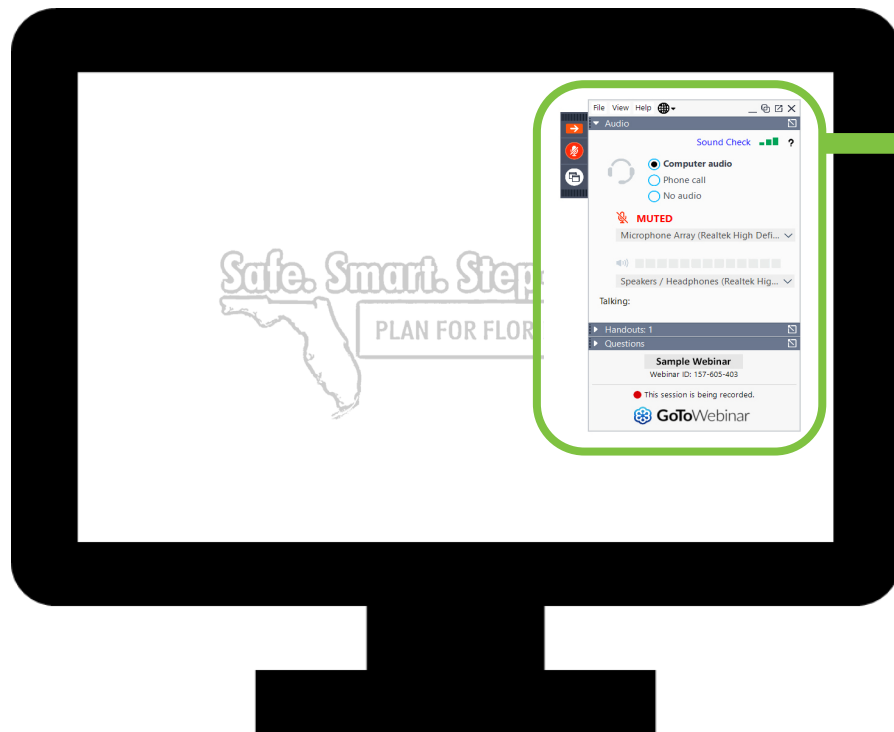 File View Help
Audio
Sound Check ?
Computer audio
Phone call
No audio
MUTED
Microphone Array (Realtek High Defi...
Speakers / Headphones (Realtek Hig...
Talking:
Handouts: 1
Questions
Sample Webinar
Webinar ID: 157-605-403
This session is being recorded.
GoToWebinar
Safe. Smart. Step
PLAN FOR FLOR